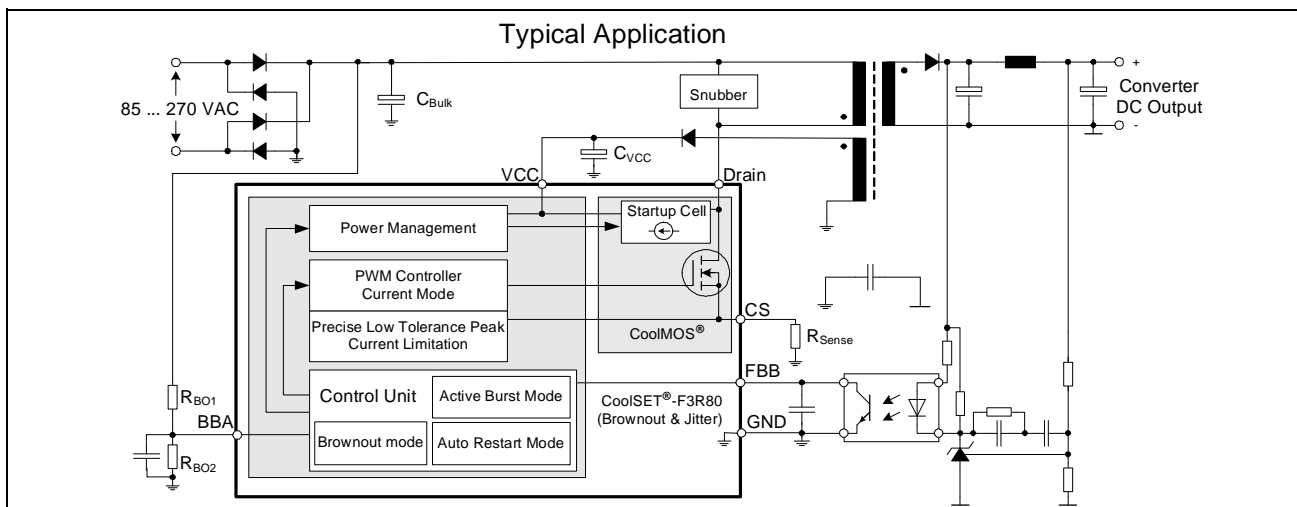 Typical Application
+
Snubber
Converter
DC Output
85 ... 270 VAC
CBulk
-
CVCC
VCC
Drain
Startup Cell
Power Management
PWM Controller
Current Mode
CS
Precise Low Tolerance Peak
Current Limitation
CoolMOS®
RSense
FBB
RBO1
Control Unit
Active Burst Mode
CoolSET®-F3R80
(Brownout & Jitter)
BBA
GND
Brownout mode
Auto Restart Mode
RBO2